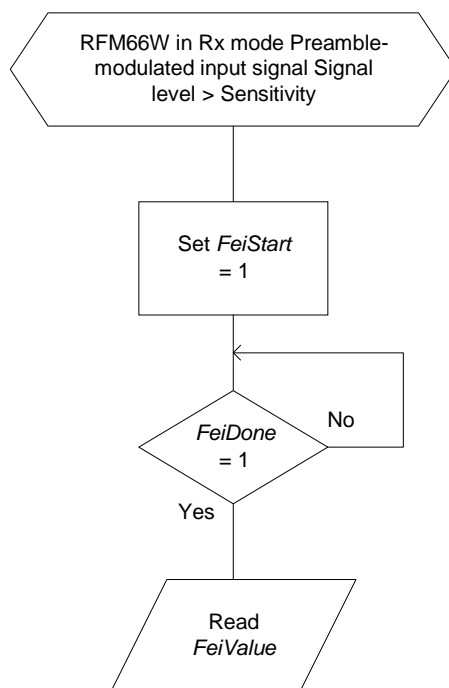 RFM66W in Rx mode Preamble-
modulated input signal Signal
level > Sensitivity
Set FeiStart
= 1
FeiDone
= 1
No
Yes
Read
FeiValue